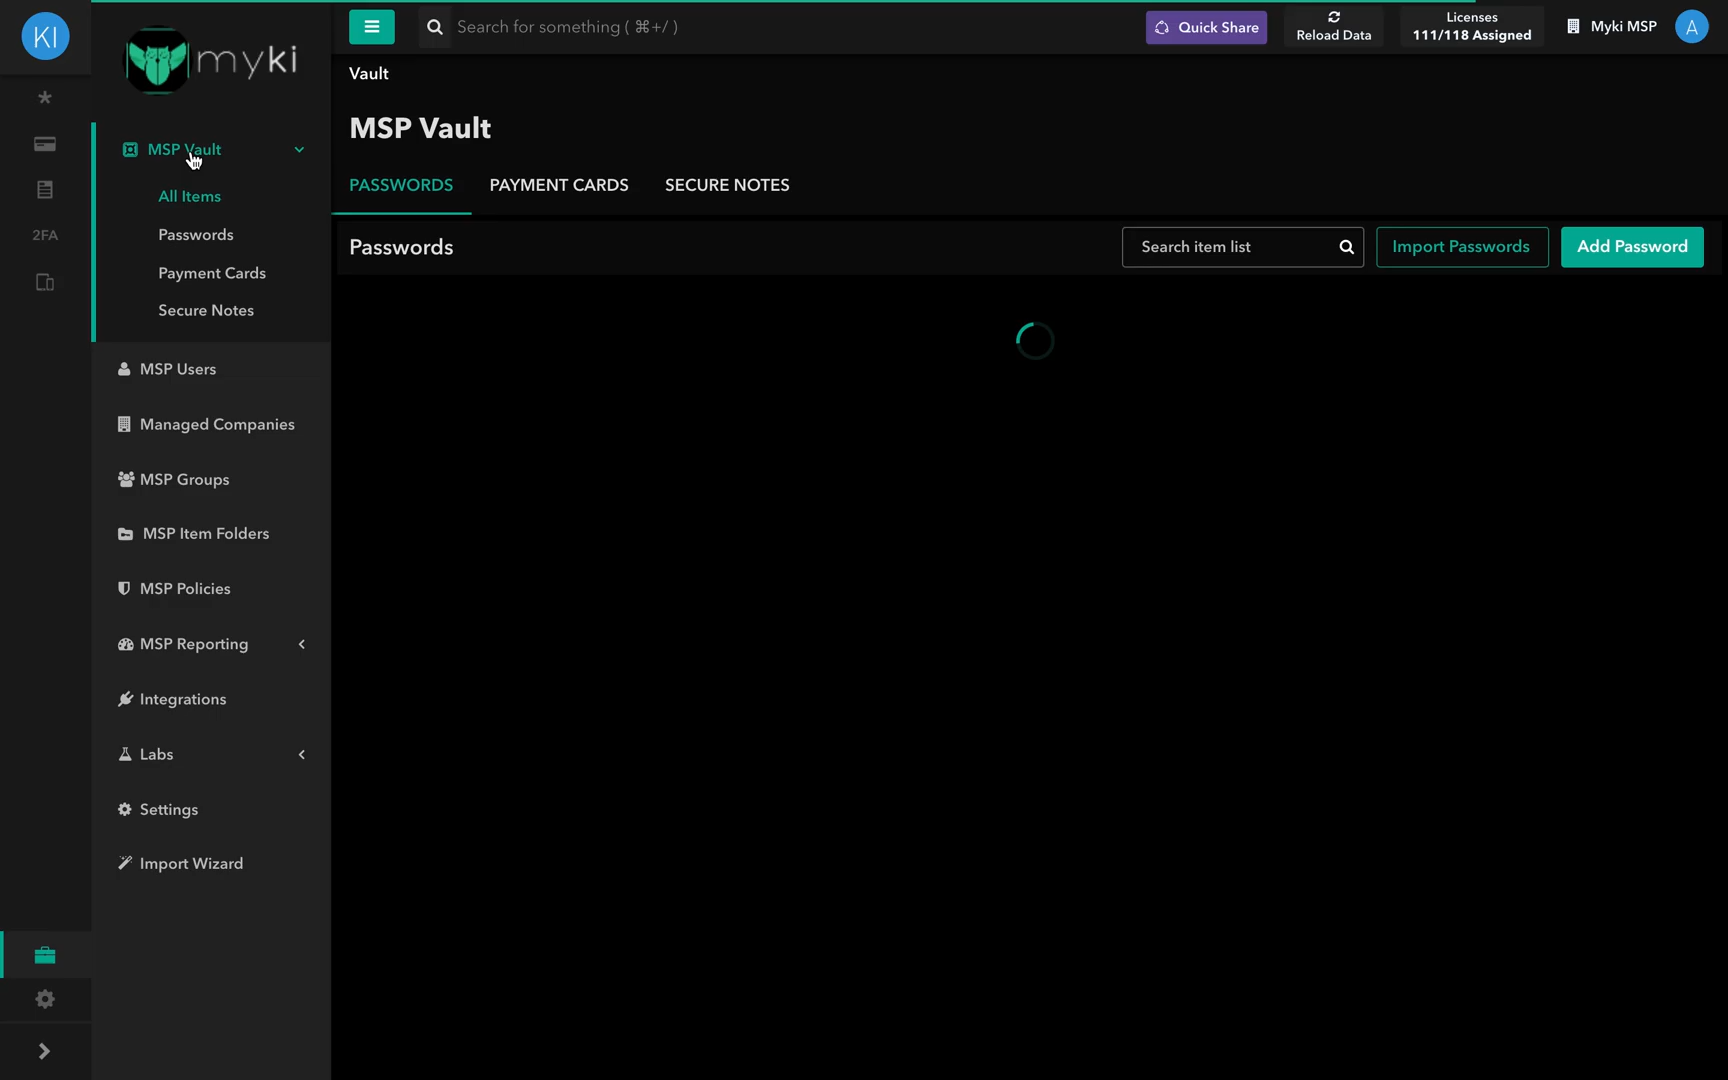 KI
2FA
myki
MSP Vault
All Items
Passwords
Payment Cards
Secure Notes
MSP Users
Managed Companies
MSP Groups
MSP Item Folders
MSP Policies
MSP Reporting
Integrations
Labs
Settings
Import Wizard
Search for something ( ⌘+/ )
Quick Share
Reload Data
Licenses
111/118 Assigned
Myki MSP
A
Vault
MSP Vault
PASSWORDS PAYMENT CARDS SECURE NOTES
Passwords
Search item list
Import Passwords
Add Password